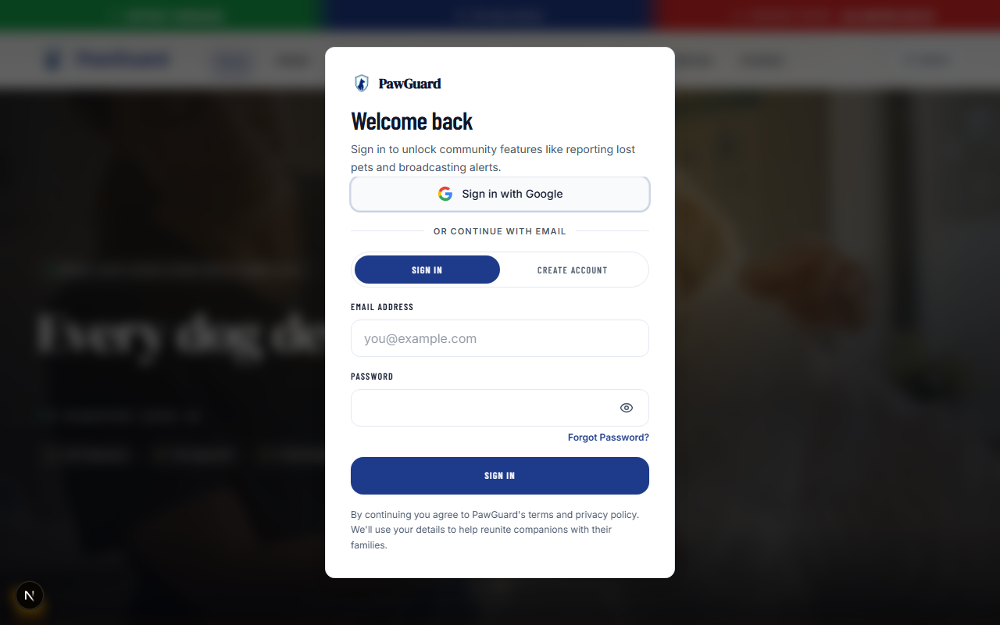 PawGuard
Welcome back
Sign in to unlock community features like reporting lost
pets and broadcasting alerts.
Sign in with Google
OR CONTINUE WITH EMAIL
SIGN IN
CREATE ACCOUNT
EMAIL ADDRESS
you@example.com
PASSWORD
Forgot Password?
SIGN IN
By continuing you agree to PawGuard's terms and privacy policy.
We'll use your details to help reunite companions with their
families.
PawGuard
Every dog
N